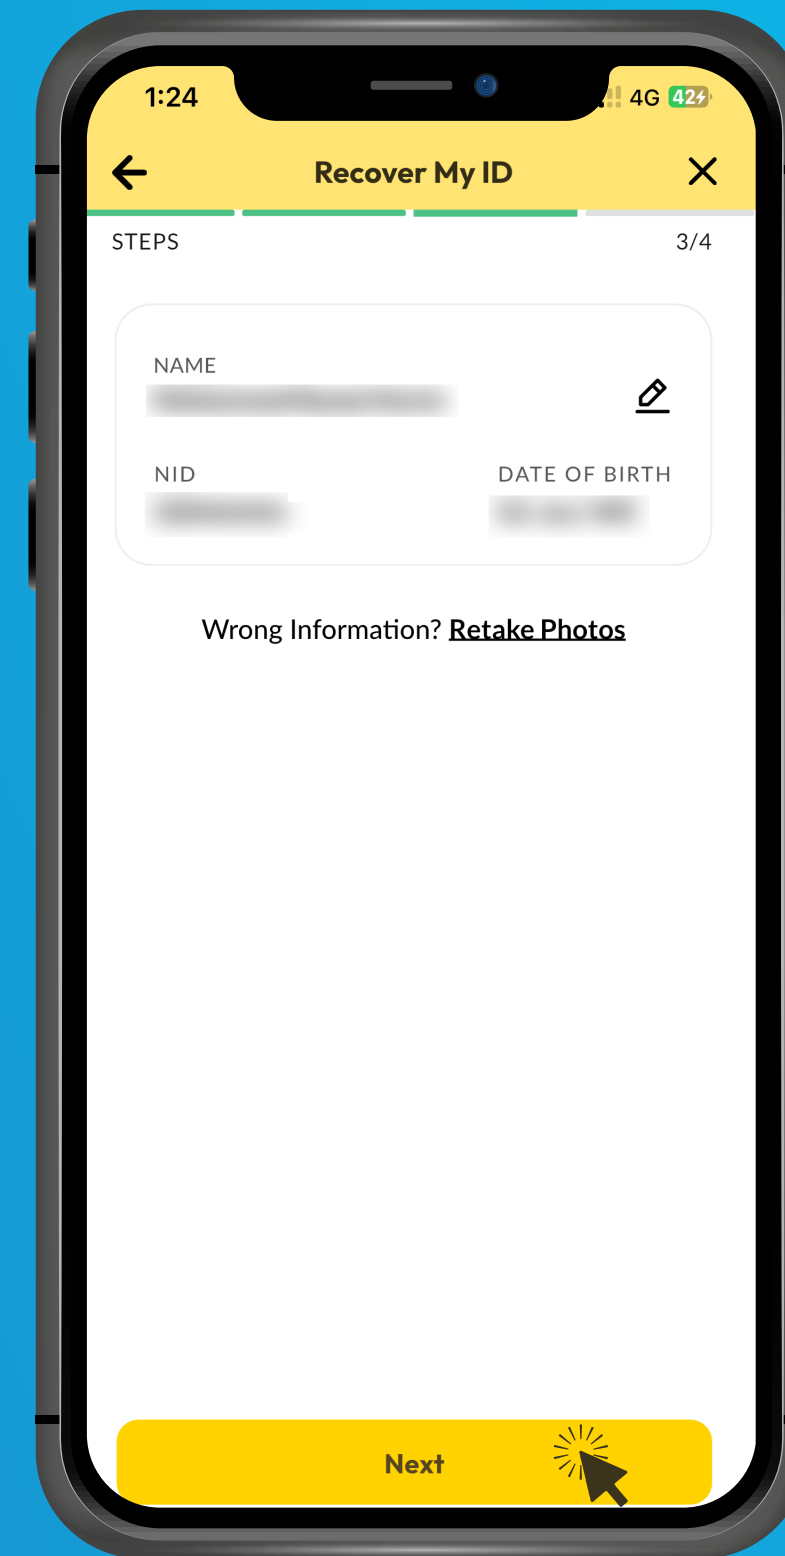 1:24 4G 42
Recover My ID
STEPS 3/4
NAME
NID DATE OF BIRTH
Wrong Information? Retake Photos
Next